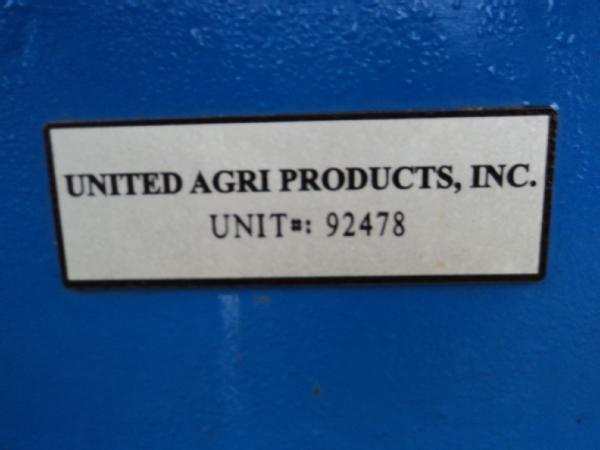 UNITED AGRI PRODUCTS, INC.
UNIT#: 92478